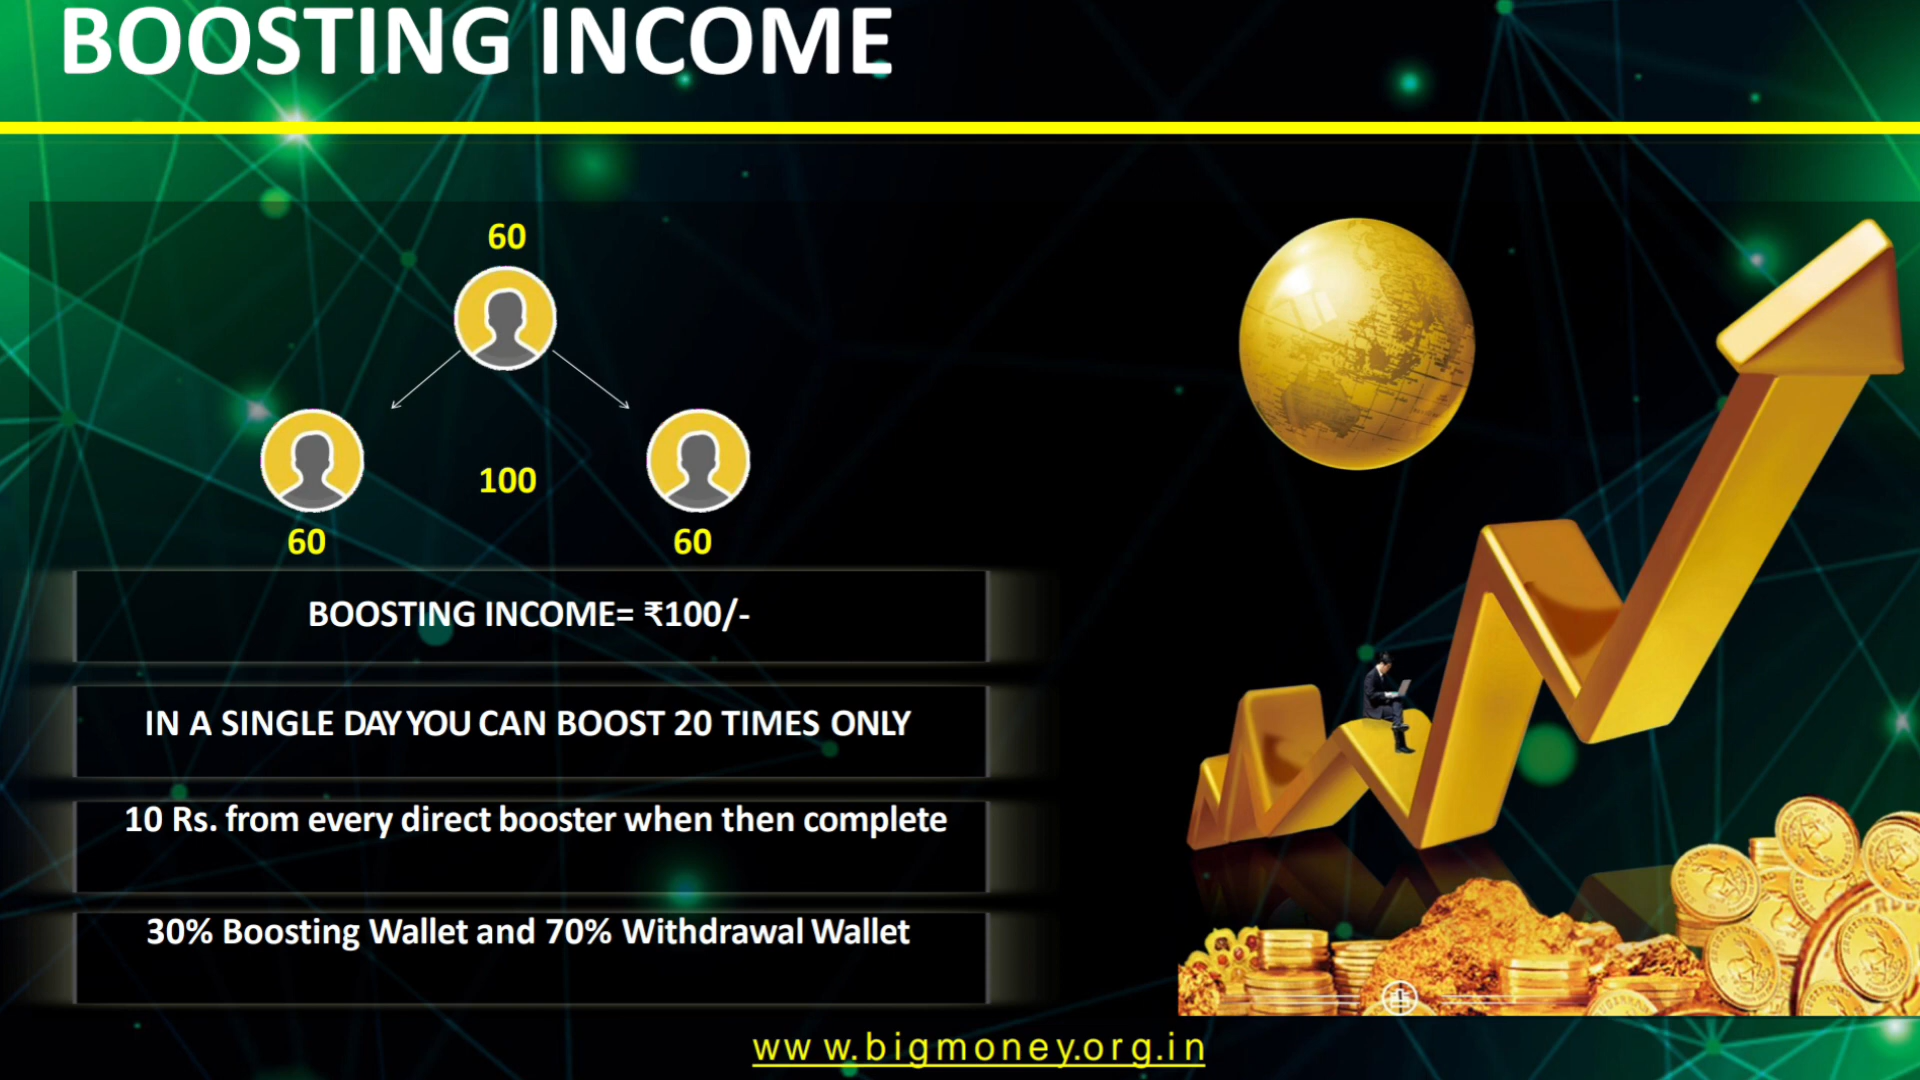 BOOSTING INCOME
60
100
60
60
BOOSTING INCOME= ₹100/-
IN A SINGLE DAY YOU CAN BOOST 20 TIMES ONLY
10 Rs. from every direct booster when then complete
30% Boosting Wallet and 70% Withdrawal Wallet
www.bigmoney.org.in